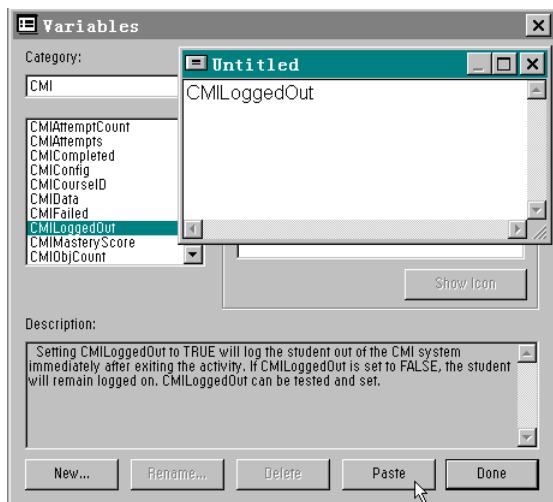 Variables
Category:
CMI
Untitled
CMILoggedOut
CMIAttemptCount
CMIAttempts
CMICompleted
CMIConfig
CMICourseID
CMIData
CMIFailed
CMILoggedOut
CMIMasteryScore
CMIObjCount
Show Icon
Description:
Setting CMILoggedOut to TRUE will log the student out of the CMI system
immediately after exiting the activity. If CMILoggedOut is set to FALSE, the student
will remain logged on. CMILoggedOut can be tested and set.
New... Rename... Delete Paste Done